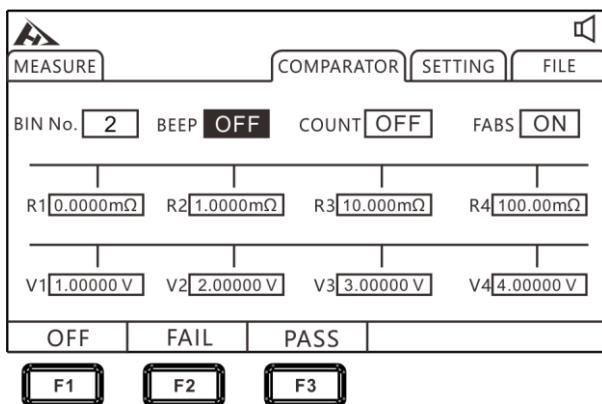 MEASURE COMPARATOR SETTING FILE
BIN No. 2 BEEP OFF COUNT OFF FABS ON
R1 0.0000mΩ R2 1.0000mΩ R3 10.000mΩ R4 100.00mΩ
V1 1.00000 V V2 2.00000 V V3 3.00000 V V4 4.00000 V
OFF FAIL PASS
F1 F2 F3